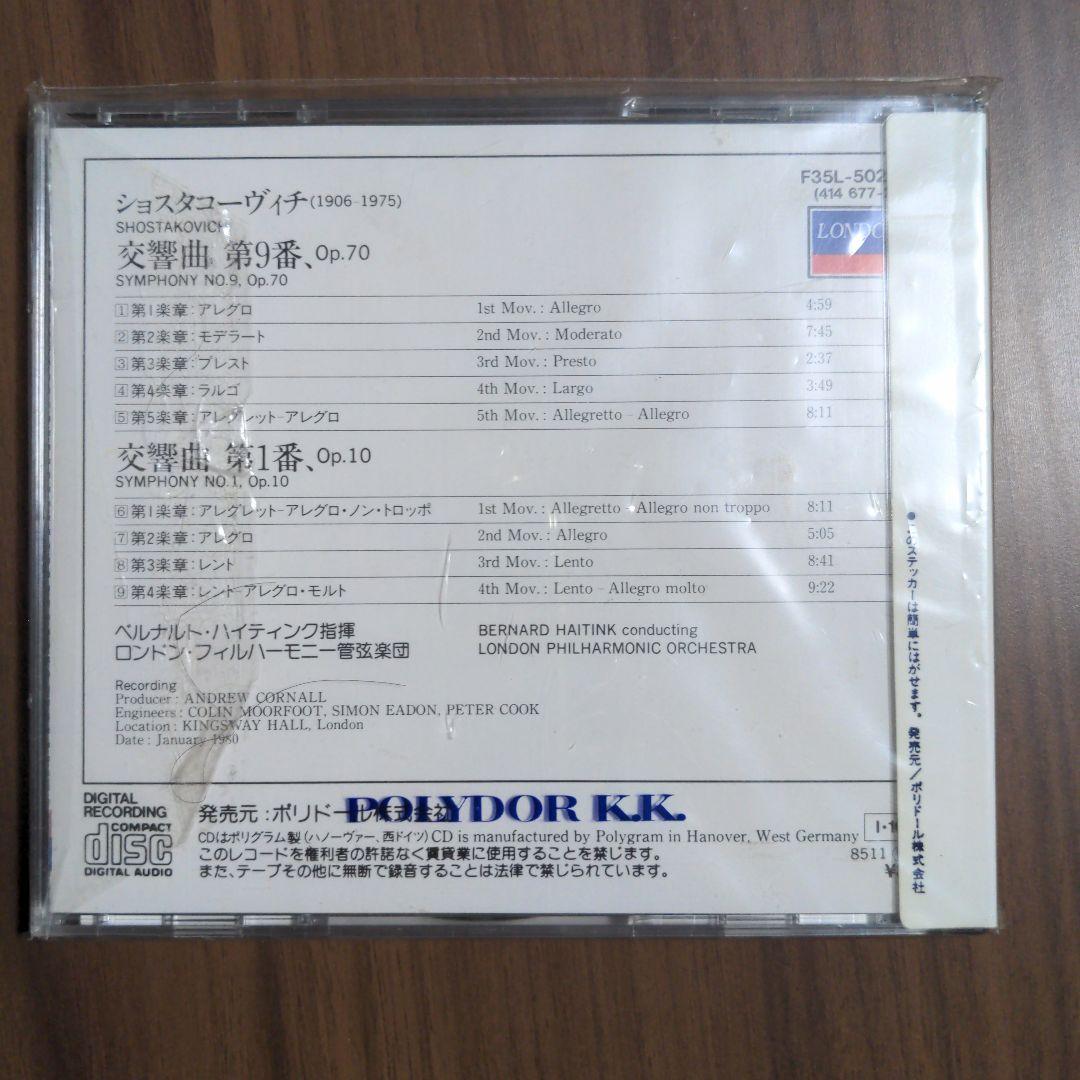 ショスタコーヴィチ(1906-1975)
SHOSTAKOVICH
F35L-502
(414 677-
LONDO
交響曲 第9番、Op.70
SYMPHONY NO.9, Op.70
1 第1楽章:アレグロ 1st Mov.: Allegro 4:59
2 第2楽章:モデラート 2nd Mov.: Moderato 7:45
3 第3楽章:プレスト 3rd Mov.: Presto 2:37
4 第4楽章:ラルゴ 4th Mov.: Largo 3:49
5 第5楽章:アレグレット-アレグロ 5th Mov.: Allegretto - Allegro 8:11
交響曲 第1番、Op.10
SYMPHONY NO.1, Op.10
6 第1楽章:アレグレット-アレグロ・ノン・トロッポ 1st Mov.: Allegretto - Allegro non troppo 8:11
7 第2楽章:アレグロ 2nd Mov.: Allegro 5:05
8 第3楽章:レント 3rd Mov.: Lento 8:41
9 第4楽章:レント-アレグロ・モルト 4th Mov.: Lento - Allegro molto 9:22
ベルナルト・ハイティンク指揮 BERNARD HAITINK conducting
ロンドン・フィルハーモニー管弦楽団 LONDON PHILHARMONIC ORCHESTRA
Recording
Producer: ANDREW CORNALL
Engineers: COLIN MOORFOOT, SIMON EADON, PETER COOK
Location: KINGSWAY HALL, London
Date: January 1980
DIGITAL
RECORDING
COMPACT
disc
DIGITAL AUDIO
発売元:ポリドール株式会社
POLYDOR K.K.
CDはポリグラム製(ハノーヴァー、西ドイツ) CD is manufactured by Polygram in Hanover, West Germany
このレコードを権利者の許諾なく賃貸業に使用することを禁じます。
また、テープその他に無断で録音することは法律で禁じられています。
8511
¥
●このステッカーは簡単にはがせます。 発売元/ポリドール株式会社